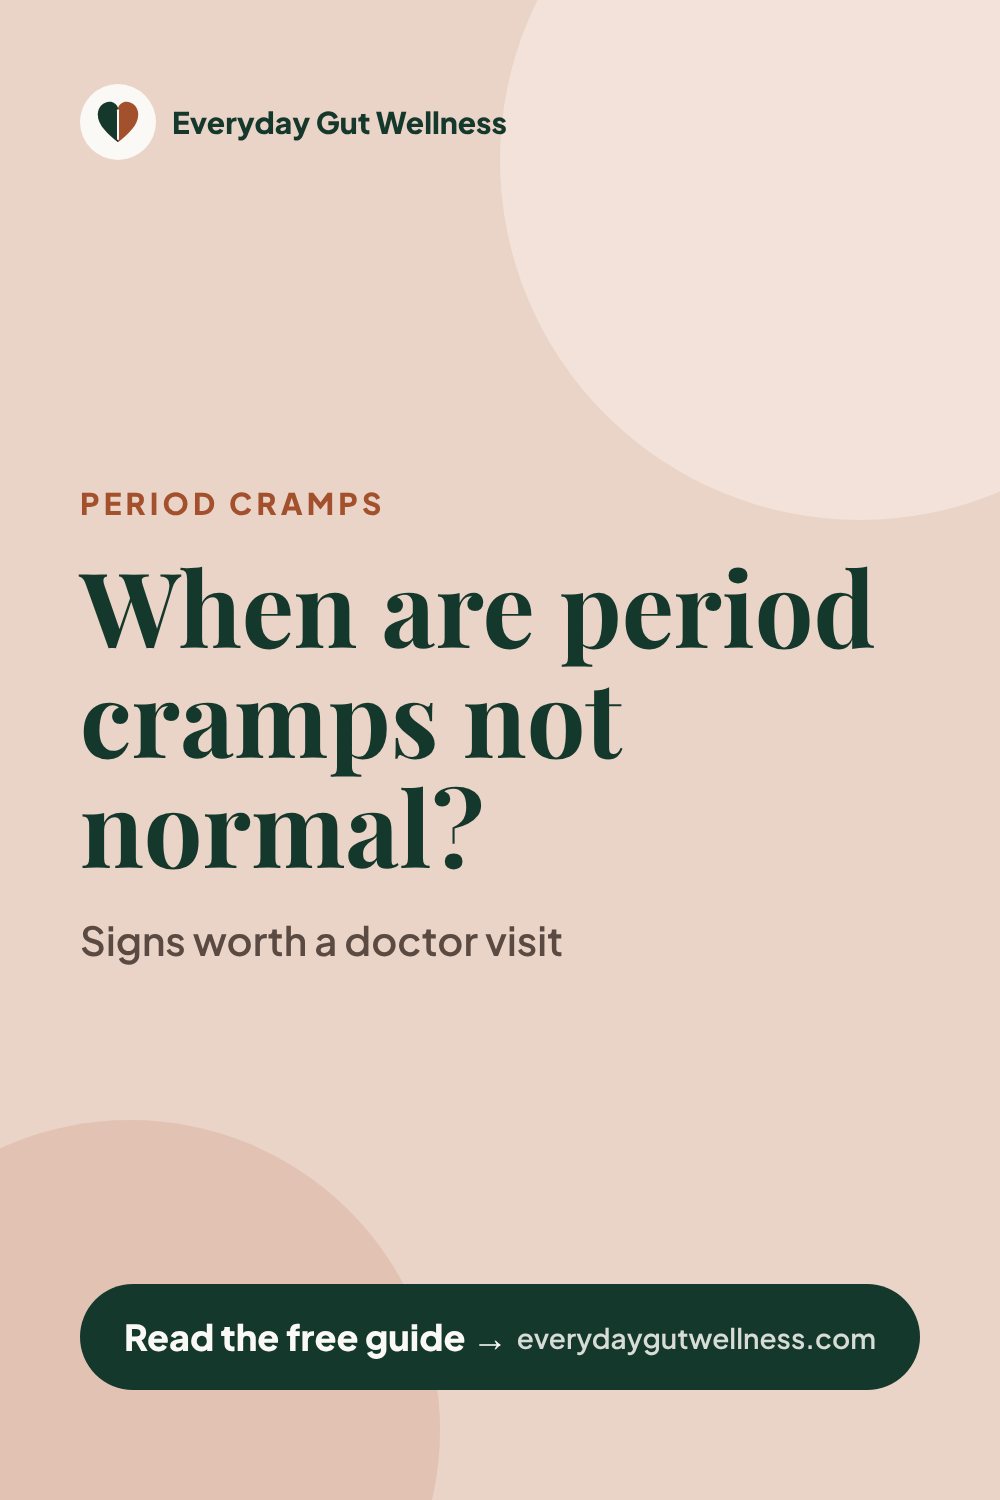 Everyday Gut Wellness
PERIOD CRAMPS
When are period
cramps not
normal?
Signs worth a doctor visit
Read the free guide → everydaygutwellness.com